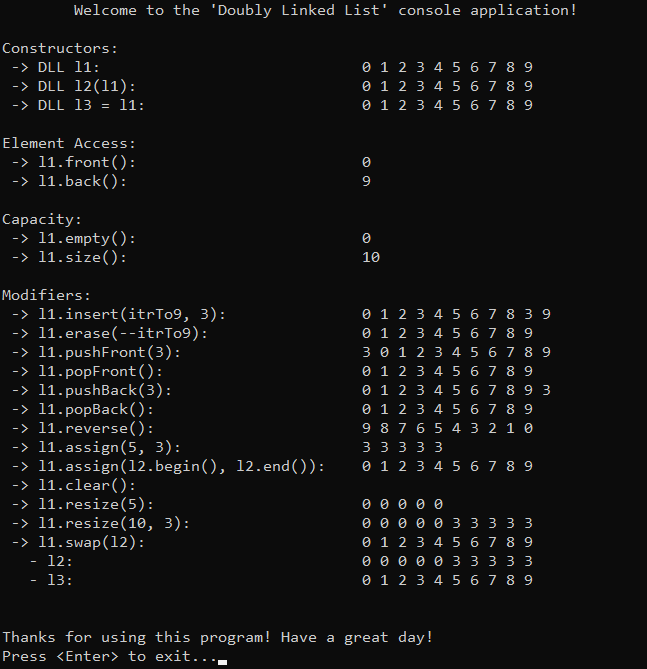 Welcome to the 'Doubly Linked List' console application!
Constructors:
-> DLL l1: 0 1 2 3 4 5 6 7 8 9
-> DLL l2(l1): 0 1 2 3 4 5 6 7 8 9
-> DLL l3 = l1: 0 1 2 3 4 5 6 7 8 9
Element Access:
-> l1.front(): 0
-> l1.back(): 9
Capacity:
-> l1.empty(): 0
-> l1.size(): 10
Modifiers:
-> l1.insert(itrTo9, 3): 0 1 2 3 4 5 6 7 8 3 9
-> l1.erase(--itrTo9): 0 1 2 3 4 5 6 7 8 9
-> l1.pushFront(3): 3 0 1 2 3 4 5 6 7 8 9
-> l1.popFront(): 0 1 2 3 4 5 6 7 8 9
-> l1.pushBack(3): 0 1 2 3 4 5 6 7 8 9 3
-> l1.popBack(): 0 1 2 3 4 5 6 7 8 9
-> l1.reverse(): 9 8 7 6 5 4 3 2 1 0
-> l1.assign(5, 3): 3 3 3 3 3
-> l1.assign(l2.begin(), l2.end()): 0 1 2 3 4 5 6 7 8 9
-> l1.clear():
-> l1.resize(5): 0 0 0 0 0
-> l1.resize(10, 3): 0 0 0 0 0 3 3 3 3 3
-> l1.swap(l2): 0 1 2 3 4 5 6 7 8 9
- l2: 0 0 0 0 0 3 3 3 3 3
- l3: 0 1 2 3 4 5 6 7 8 9
Thanks for using this program! Have a great day!
Press <Enter> to exit...